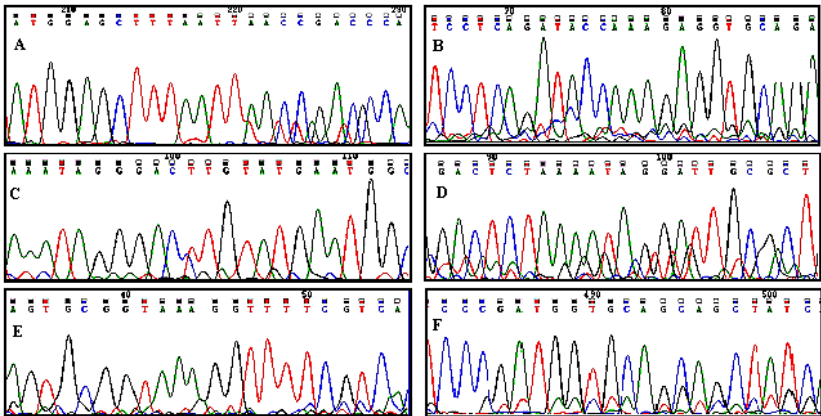 210 220 230
A T G G A G C T T T A A T T A A C C G A C C C A
A
70 80
T C C T C A G A T A C C A A A G A G G T G C A G A
B
100 110
A A A T A G G G A C T T G T A T G A A T G G C
C
90 100
G A C T C T A A A A T A G G A T T G C G C T
D
40 50
A G T G C G G T A A A G G T T T T C G T C A
E
490 500
C C C G A T G G T G C A G C A G C T A T C
F